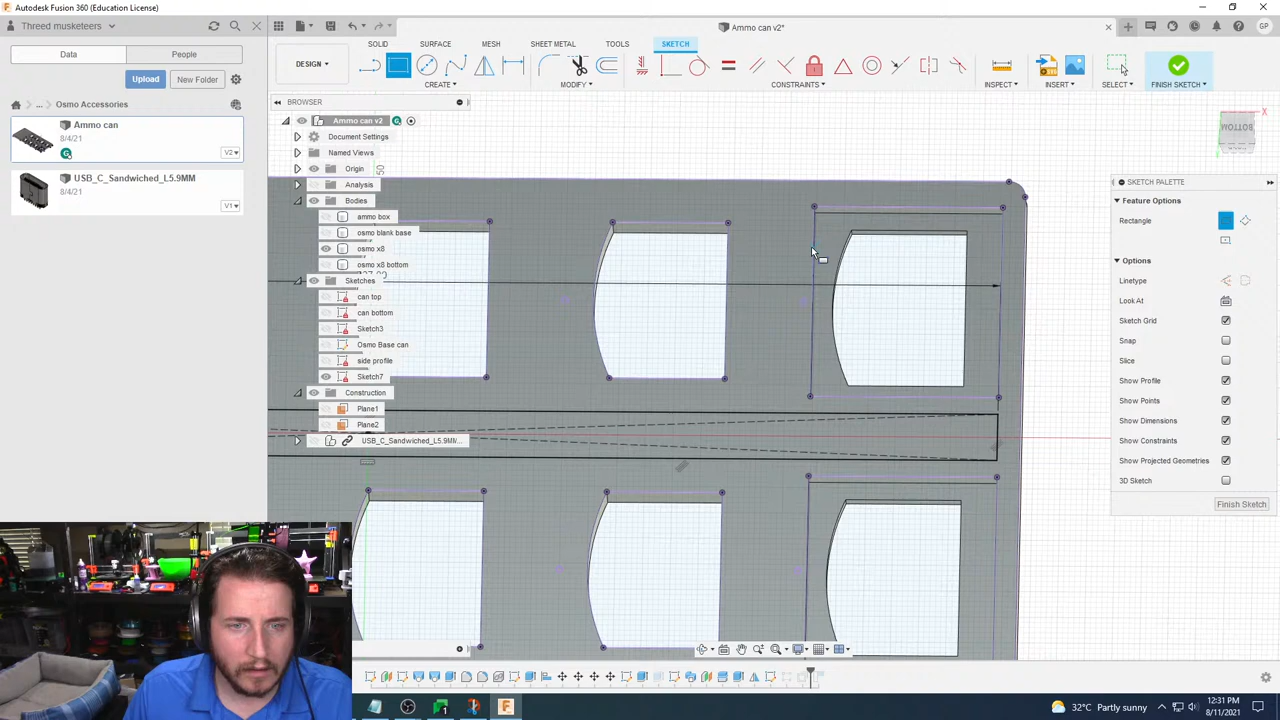 Autodesk Fusion 360 (Education License)
Threed musketeers
Ammo can v2*
GP
Data
People
Upload
New Folder
... Osmo Accessories
Ammo can
8/4/21
V2
USB_C_Sandwiched_L5.9MM
8/4/21
V1
DESIGN
SOLID
SURFACE
MESH
SHEET METAL
TOOLS
SKETCH
CREATE
MODIFY
CONSTRAINTS
INSPECT
INSERT
SELECT
FINISH SKETCH
BROWSER
Ammo can v2
Document Settings
Named Views
Origin
Analysis
Bodies
ammo box
osmo blank base
osmo x8
osmo x8 bottom
Sketches
can top
can bottom
Sketch3
Osmo Base can
side profile
Sketch7
Construction
Plane1
Plane2
USB_C_Sandwiched_L5.9MM...
50
BOTTOM
X
SKETCH PALETTE
Feature Options
Rectangle
Options
Linetype
Look At
Sketch Grid
Snap
Slice
Show Profile
Show Points
Show Dimensions
Show Constraints
Show Projected Geometries
3D Sketch
Finish Sketch
32°C Partly sunny
12:31 PM
8/11/2021